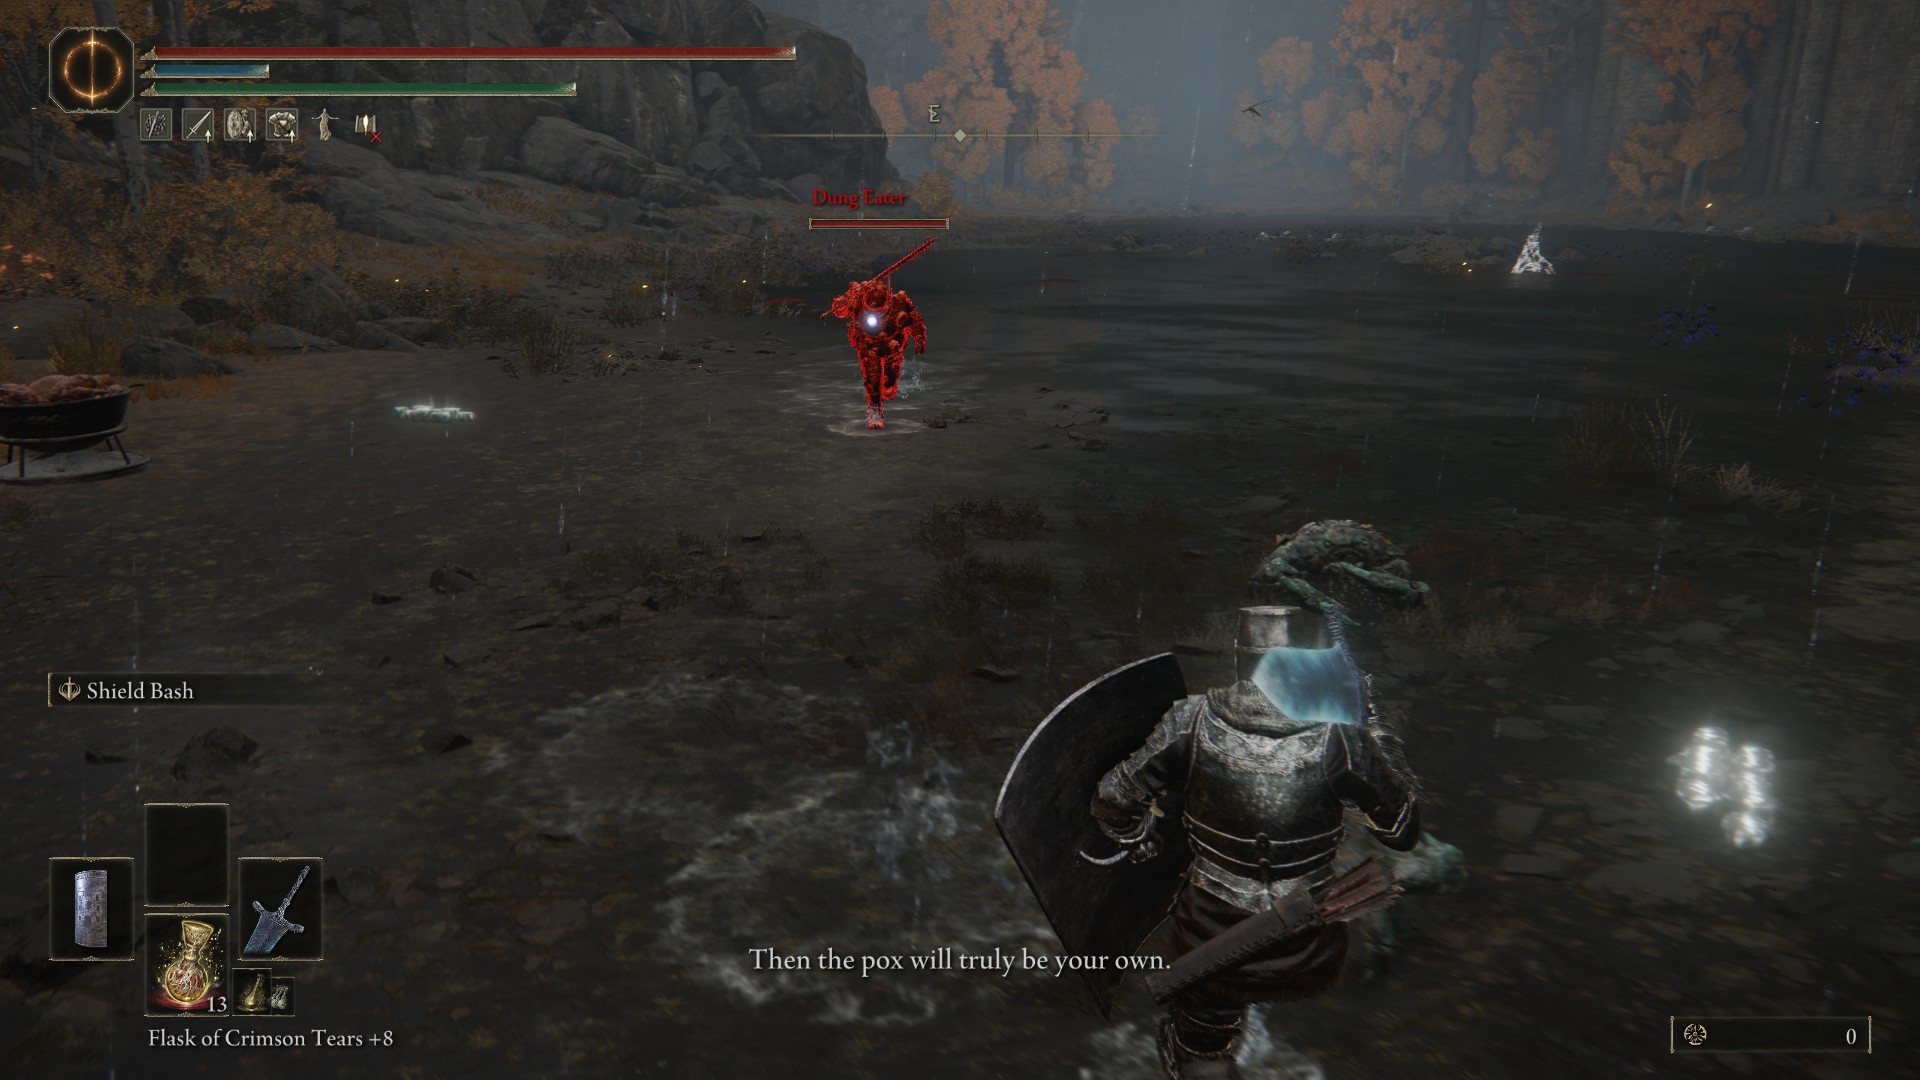 E
Dung Eater
Shield Bash
Then the pox will truly be your own.
13
Flask of Crimson Tears +8
0